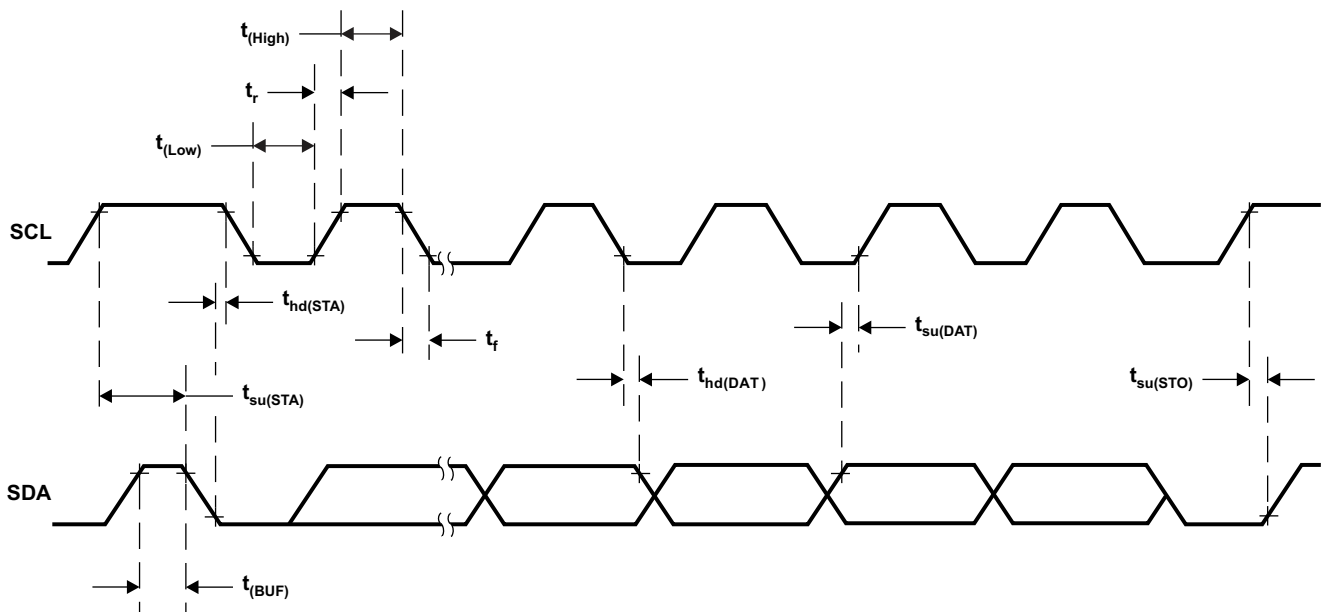 t(High)
tr
t(Low)
SCL
thd(STA)
tf
tsu(DAT)
thd(DAT)
tsu(STO)
tsu(STA)
SDA
t(BUF)